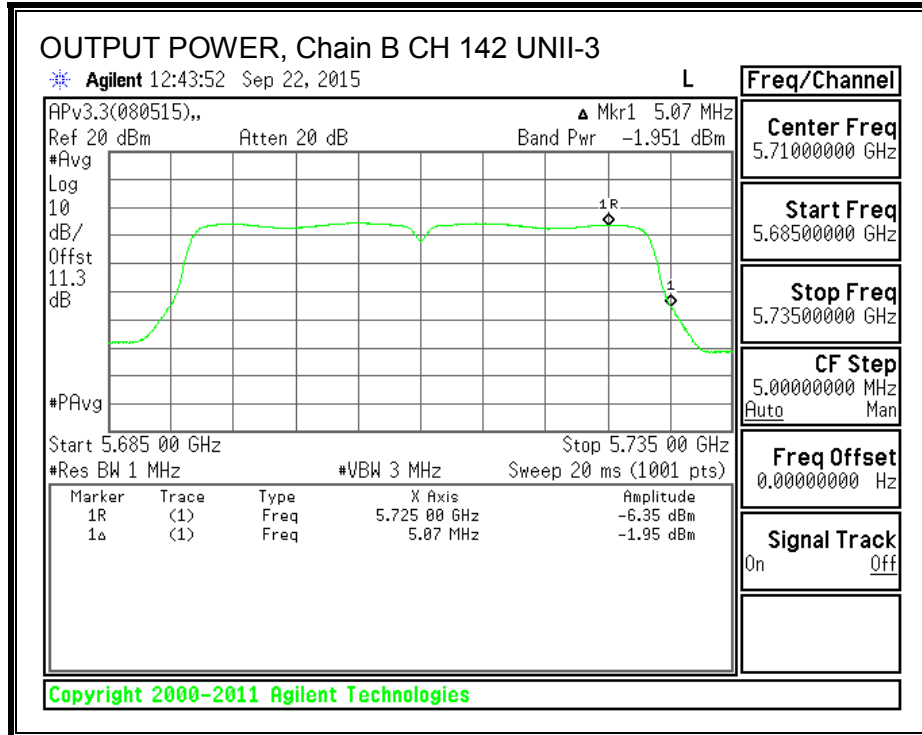 OUTPUT POWER, Chain B CH 142 UNII-3
Agilent 12:43:52 Sep 22, 2015 L
APv3.3(080515),, Δ Mkr1 5.07 MHz
Ref 20 dBm Atten 20 dB Band Pwr -1.951 dBm
#Avg
Log
10
dB/
Offst
11.3
dB
1R
1
#PAvg
Start 5.685 00 GHz Stop 5.735 00 GHz
#Res BW 1 MHz #VBW 3 MHz Sweep 20 ms (1001 pts)
Marker Trace Type X Axis Amplitude
1R (1) Freq 5.725 00 GHz -6.35 dBm
1Δ (1) Freq 5.07 MHz -1.95 dBm
Freq/Channel
Center Freq
5.71000000 GHz
Start Freq
5.68500000 GHz
Stop Freq
5.73500000 GHz
CF Step
5.00000000 MHz
Auto Man
Freq Offset
0.00000000 Hz
Signal Track
On Off
Copyright 2000-2011 Agilent Technologies